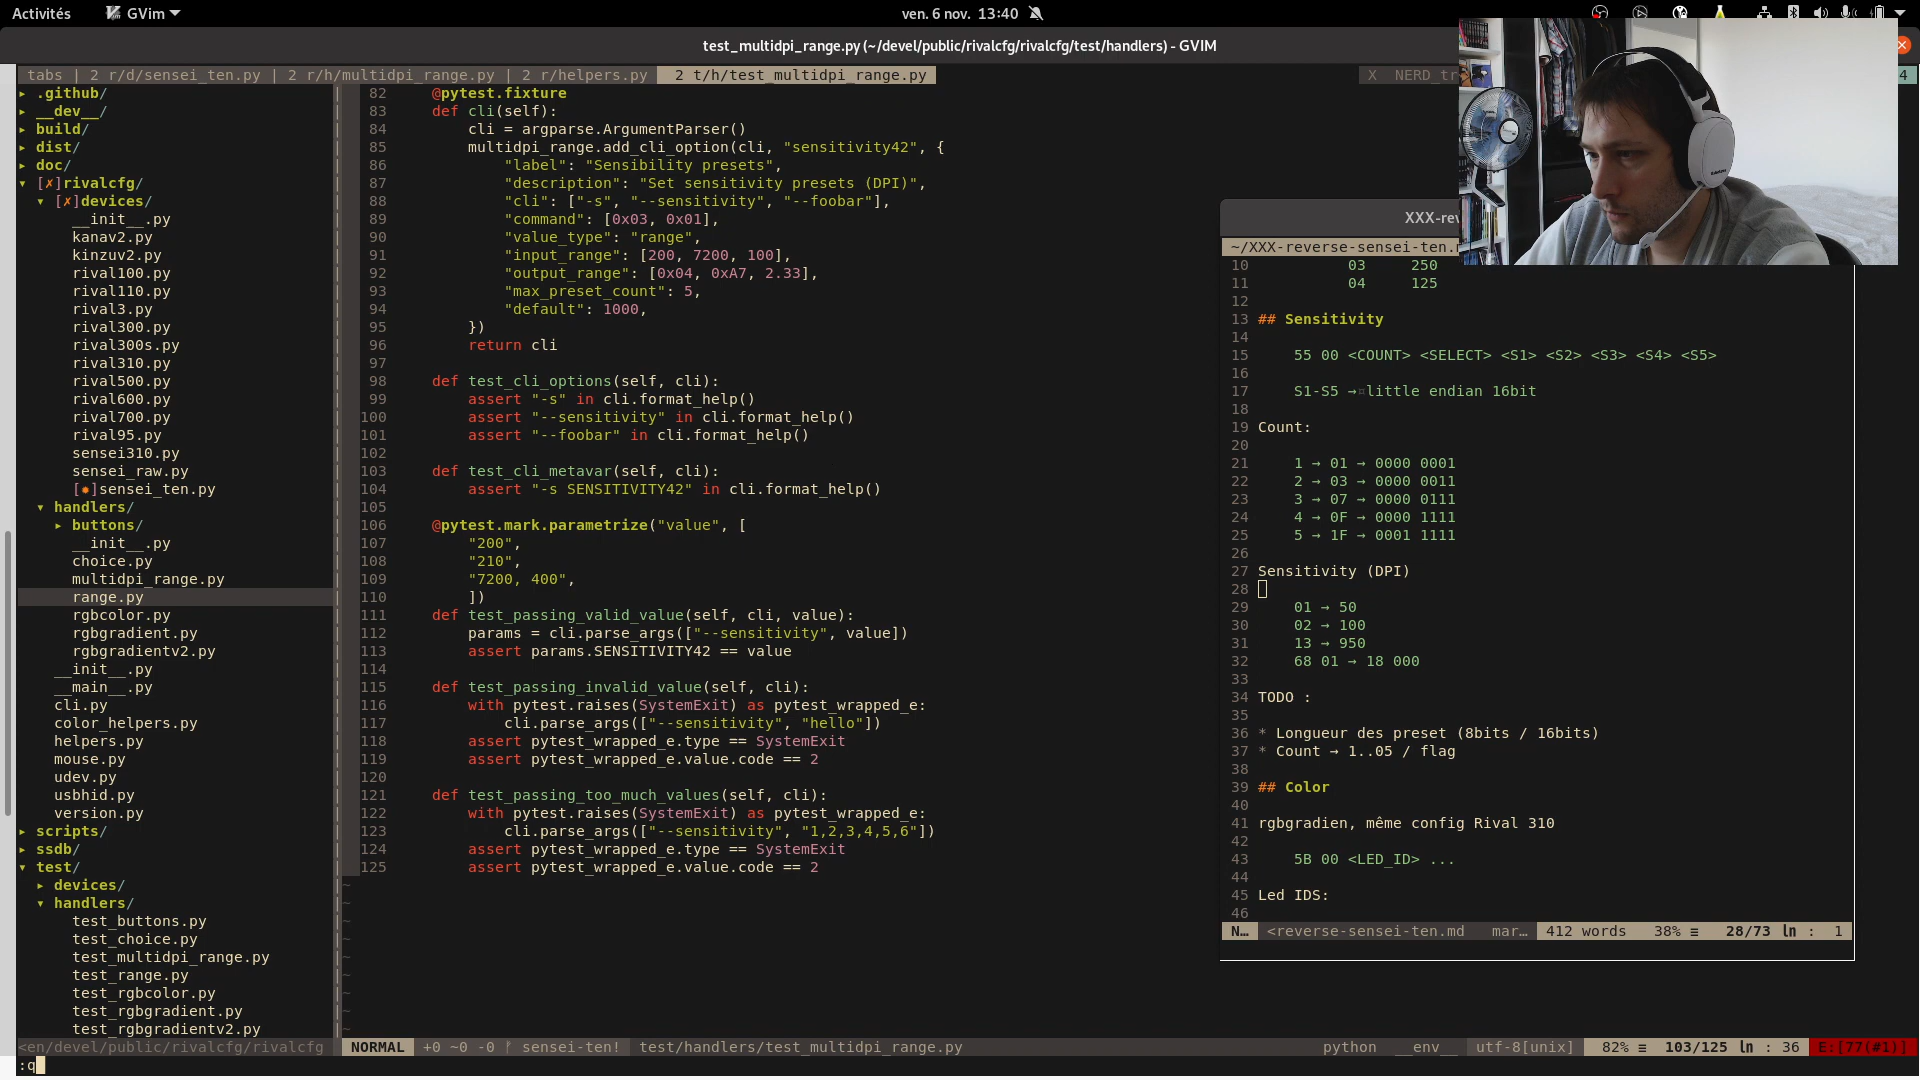 Activités GVim ven. 6 nov. 13:40
test_multidpi_range.py (~/devel/public/rivalcfg/rivalcfg/test/handlers) - GVIM
tabs | 2 r/d/sensei_ten.py | 2 r/h/multidpi_range.py | 2 r/helpers.py 2 t/h/test_multidpi_range.py X NERD_tr 4
▸ .github/
▸ __dev__/
▸ build/
▸ dist/
▸ doc/
▾ [✗]rivalcfg/
▾ [✗]devices/
__init__.py
kanav2.py
kinzuv2.py
rival100.py
rival110.py
rival3.py
rival300.py
rival300s.py
rival310.py
rival500.py
rival600.py
rival700.py
rival95.py
sensei310.py
sensei_raw.py
[✹]sensei_ten.py
▾ handlers/
▸ buttons/
__init__.py
choice.py
multidpi_range.py
range.py
rgbcolor.py
rgbgradient.py
rgbgradientv2.py
__init__.py
__main__.py
cli.py
color_helpers.py
helpers.py
mouse.py
udev.py
usbhid.py
version.py
▸ scripts/
▸ ssdb/
▾ test/
▸ devices/
▾ handlers/
test_buttons.py
test_choice.py
test_multidpi_range.py
test_range.py
test_rgbcolor.py
test_rgbgradient.py
test_rgbgradientv2.py
<en/devel/public/rivalcfg/rivalcfg
82 @pytest.fixture
83 def cli(self):
84 cli = argparse.ArgumentParser()
85 multidpi_range.add_cli_option(cli, "sensitivity42", {
86 "label": "Sensibility presets",
87 "description": "Set sensitivity presets (DPI)",
88 "cli": ["-s", "--sensitivity", "--foobar"],
89 "command": [0x03, 0x01],
90 "value_type": "range",
91 "input_range": [200, 7200, 100],
92 "output_range": [0x04, 0xA7, 2.33],
93 "max_preset_count": 5,
94 "default": 1000,
95 })
96 return cli
97
98 def test_cli_options(self, cli):
99 assert "-s" in cli.format_help()
100 assert "--sensitivity" in cli.format_help()
101 assert "--foobar" in cli.format_help()
102
103 def test_cli_metavar(self, cli):
104 assert "-s SENSITIVITY42" in cli.format_help()
105
106 @pytest.mark.parametrize("value", [
107 "200",
108 "210",
109 "7200, 400",
110 ])
111 def test_passing_valid_value(self, cli, value):
112 params = cli.parse_args(["--sensitivity", value])
113 assert params.SENSITIVITY42 == value
114
115 def test_passing_invalid_value(self, cli):
116 with pytest.raises(SystemExit) as pytest_wrapped_e:
117 cli.parse_args(["--sensitivity", "hello"])
118 assert pytest_wrapped_e.type == SystemExit
119 assert pytest_wrapped_e.value.code == 2
120
121 def test_passing_too_much_values(self, cli):
122 with pytest.raises(SystemExit) as pytest_wrapped_e:
123 cli.parse_args(["--sensitivity", "1,2,3,4,5,6"])
124 assert pytest_wrapped_e.type == SystemExit
125 assert pytest_wrapped_e.value.code == 2
NORMAL +0 ~0 -0 sensei-ten! test/handlers/test_multidpi_range.py python __env__ utf-8[unix] 82% ≡ 103/125 ln : 36 E:[77(#1)]
:q
XXX-rev
~/XXX-reverse-sensei-ten.
10 03 250
11 04 125
12
13 ## Sensitivity
14
15 55 00 <COUNT> <SELECT> <S1> <S2> <S3> <S4> <S5>
16
17 S1-S5 → little endian 16bit
18
19 Count:
20
21 1 → 01 → 0000 0001
22 2 → 03 → 0000 0011
23 3 → 07 → 0000 0111
24 4 → 0F → 0000 1111
25 5 → 1F → 0001 1111
26
27 Sensitivity (DPI)
28
29 01 → 50
30 02 → 100
31 13 → 950
32 68 01 → 18 000
33
34 TODO :
35
36 * Longueur des preset (8bits / 16bits)
37 * Count → 1..05 / flag
38
39 ## Color
40
41 rgbgradien, même config Rival 310
42
43 5B 00 <LED_ID> ...
44
45 Led IDS:
46
N… <reverse-sensei-ten.md mar… 412 words 38% ≡ 28/73 ln : 1